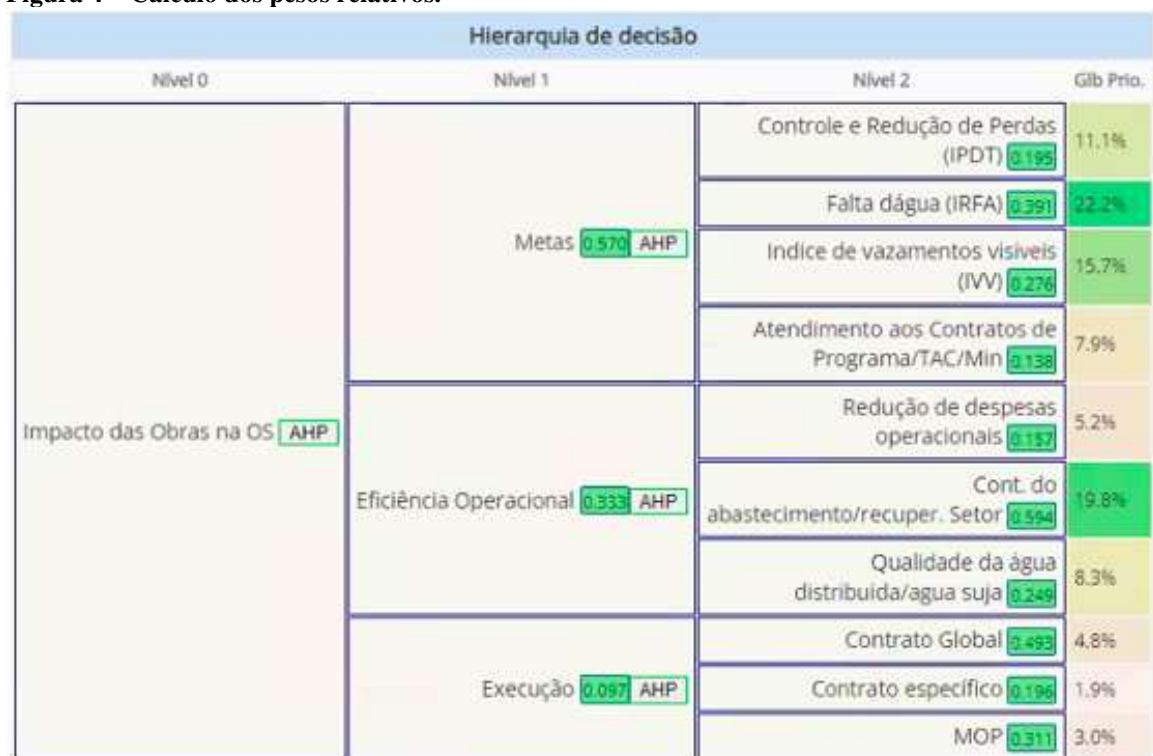 Figura 4 – Cálculo dos pesos relativos.
Hierarquia de decisão
Nível 0
Nível 1
Nível 2
Glb Prio.
Controle e Redução de Perdas
(IPDT) 0.195
11.1%
Falta dágua (IRFA) 0.391
22.2%
Metas 0.570 AHP
Indice de vazamentos visiveis
(IVV) 0.276
15.7%
Atendimento aos Contratos de
Programa/TAC/Min 0.138
7.9%
Impacto das Obras na OS AHP
Redução de despesas
operacionais 0.157
5.2%
Eficiência Operacional 0.333 AHP
Cont. do
abastecimento/recuper. Setor 0.594
19.8%
Qualidade da água
distribuida/agua suja 0.249
8.3%
Contrato Global 0.493
4.8%
Execução 0.097 AHP
Contrato específico 0.196
1.9%
MOP 0.311
3.0%